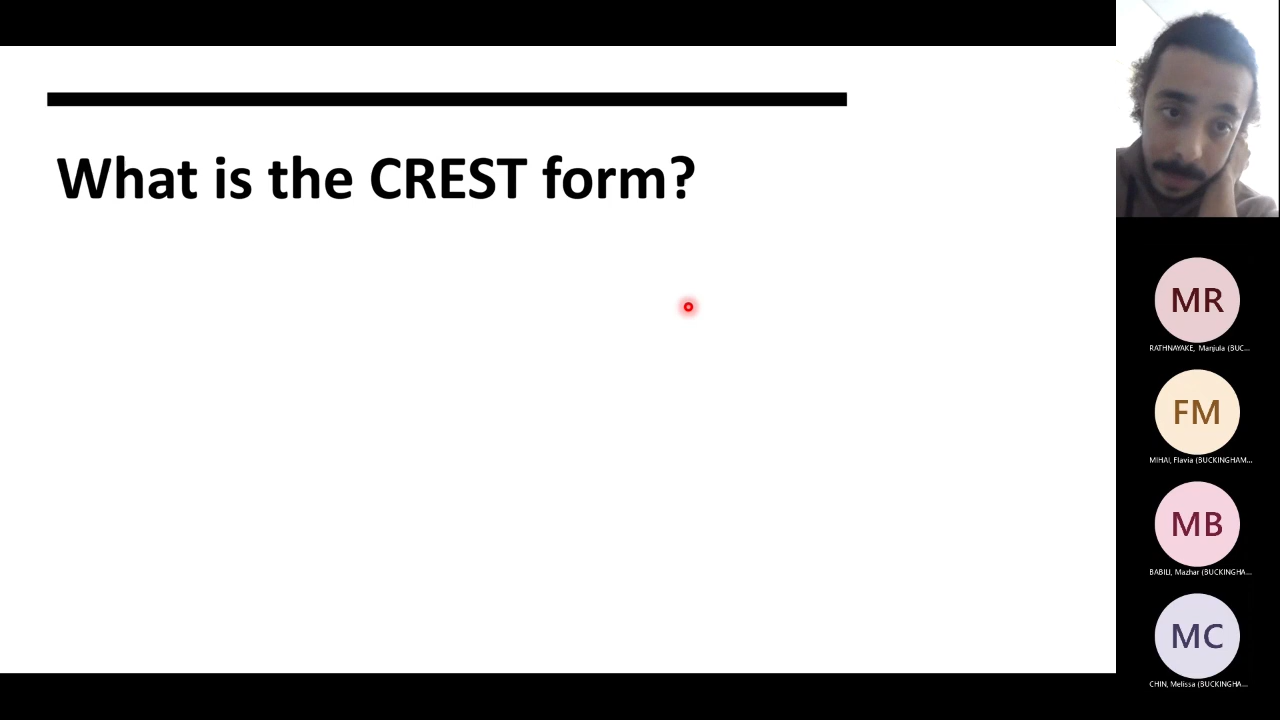 What is the CREST form?
MR
RATHNAYAKE, Manjula (BUC...
FM
MIHAI, Flavia (BUCKINGHAM...
MB
BABILI, Mazhar (BUCKINGHA...
MC
CHIN, Melissa (BUCKINGHA...